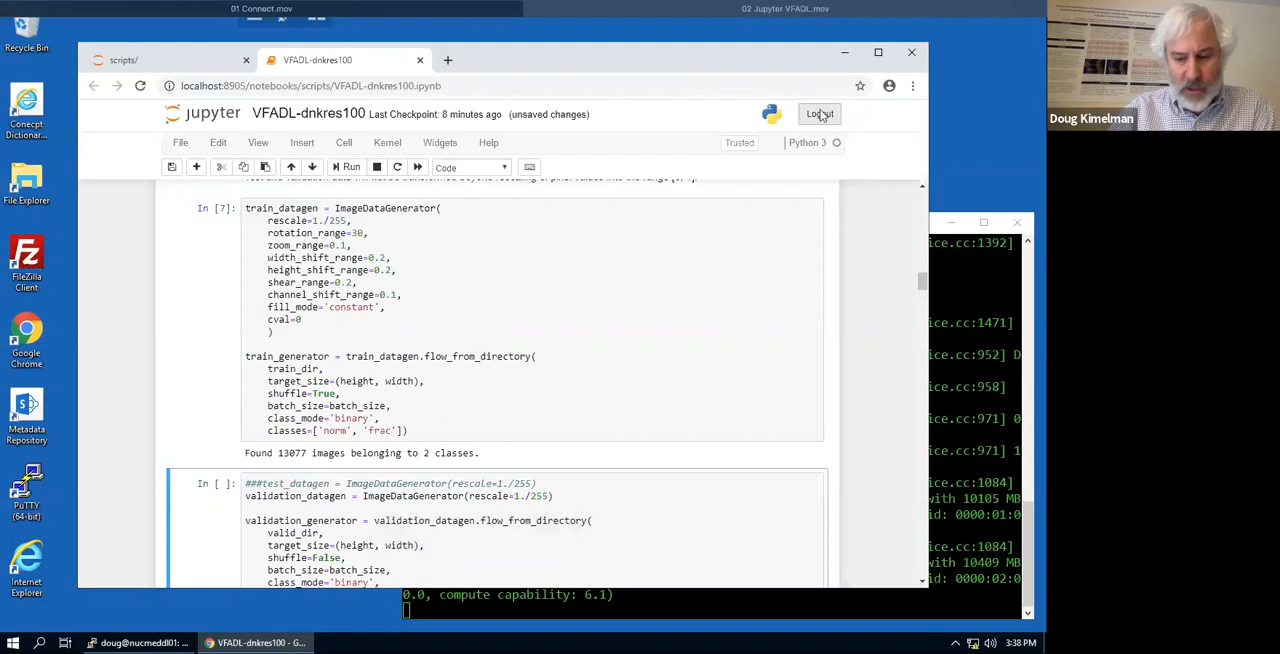 01 Connect.mov
02 Jupyter VFADL.mov
Recycle Bin
Conecpt
Dictionar...
File Explorer
FileZilla
Client
Google
Chrome
Metadata
Repository
PuTTY
(64-bit)
Internet
Explorer
scripts/
VFADL-dnkres100
localhost:8905/notebooks/scripts/VFADL-dnkres100.ipynb
jupyter VFADL-dnkres100 Last Checkpoint: 8 minutes ago (unsaved changes)
Logout
File Edit View Insert Cell Kernel Widgets Help
Trusted
Python 3
Run
Code
In [7]:
train_datagen = ImageDataGenerator(
rescale=1./255,
rotation_range=30,
zoom_range=0.1,
width_shift_range=0.2,
height_shift_range=0.2,
shear_range=0.2,
channel_shift_range=0.1,
fill_mode='constant',
cval=0
)
train_generator = train_datagen.flow_from_directory(
train_dir,
target_size=(height, width),
shuffle=True,
batch_size=batch_size,
class_mode='binary',
classes=['norm', 'frac'])
Found 13077 images belonging to 2 classes.
In [ ]:
###test_datagen = ImageDataGenerator(rescale=1./255)
validation_datagen = ImageDataGenerator(rescale=1./255)
validation_generator = validation_datagen.flow_from_directory(
valid_dir,
target_size=(height, width),
shuffle=False,
batch_size=batch_size,
class_mode='binary',
ice.cc:1392]
ice.cc:1471]
ice.cc:952] D
ice.cc:958]
ice.cc:971] 0
ice.cc:971] 1
ice.cc:1084]
with 10105 MB
id: 0000:01:0
ice.cc:1084]
with 10409 MB
id: 0000:02:0
0.0, compute capability: 6.1)
Doug Kimelman
doug@nucmeddl01: ...
VFADL-dnkres100 - G...
3:38 PM